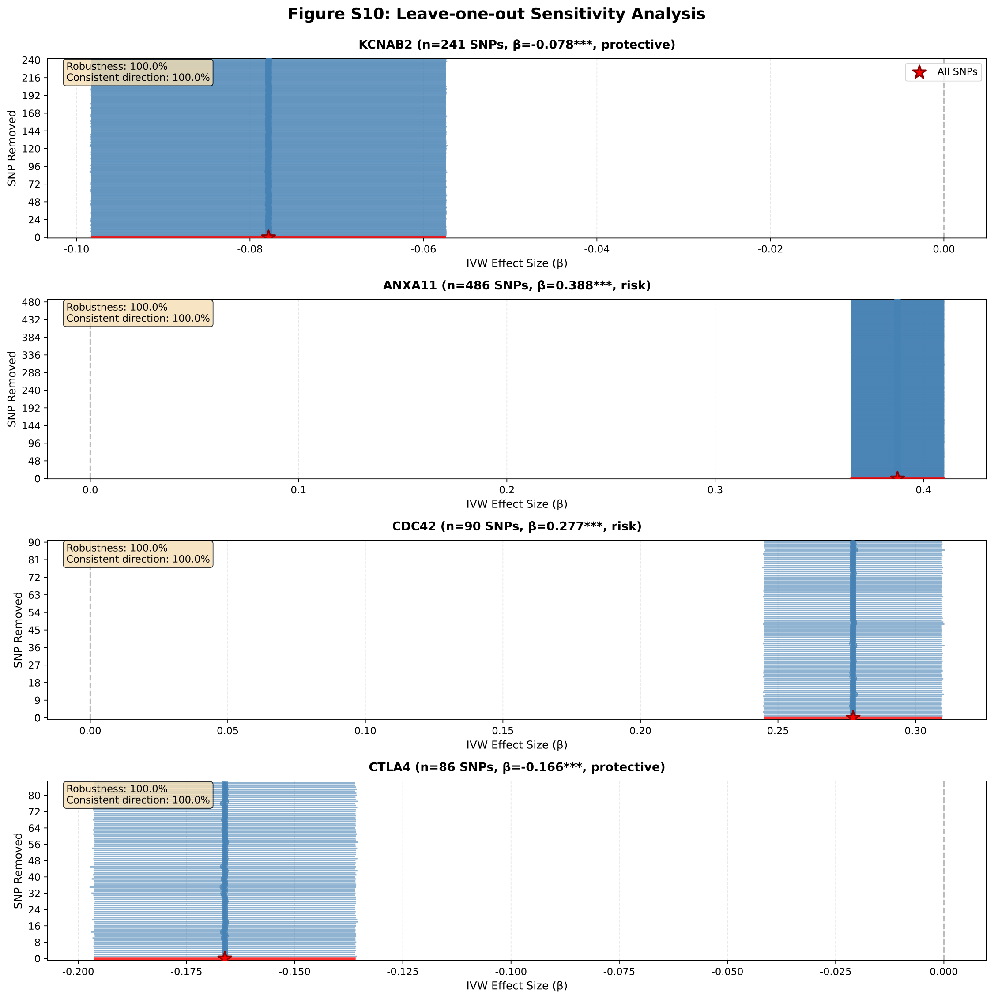 Figure S10: Leave-one-out Sensitivity Analysis
KCNAB2 (n=241 SNPs, β=-0.078***, protective)
Robustness: 100.0%
Consistent direction: 100.0%
All SNPs
SNP Removed
240
216
192
168
144
120
96
72
48
24
0
-0.10 -0.08 -0.06 -0.04 -0.02 0.00
IVW Effect Size (β)
ANXA11 (n=486 SNPs, β=0.388***, risk)
Robustness: 100.0%
Consistent direction: 100.0%
SNP Removed
480
432
384
336
288
240
192
144
96
48
0
0.0 0.1 0.2 0.3 0.4
IVW Effect Size (β)
CDC42 (n=90 SNPs, β=0.277***, risk)
Robustness: 100.0%
Consistent direction: 100.0%
SNP Removed
90
81
72
63
54
45
36
27
18
9
0
0.00 0.05 0.10 0.15 0.20 0.25 0.30
IVW Effect Size (β)
CTLA4 (n=86 SNPs, β=-0.166***, protective)
Robustness: 100.0%
Consistent direction: 100.0%
SNP Removed
80
72
64
56
48
40
32
24
16
8
0
-0.200 -0.175 -0.150 -0.125 -0.100 -0.075 -0.050 -0.025 0.000
IVW Effect Size (β)